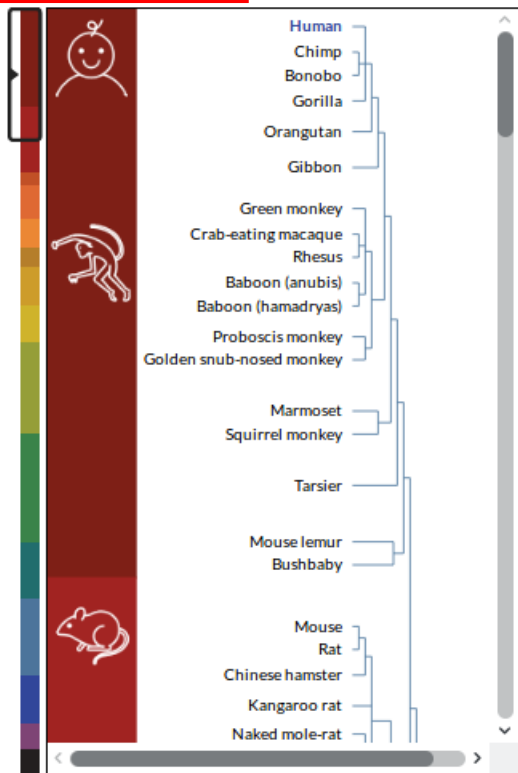 Human
Chimp
Bonobo
Gorilla
Orangutan
Gibbon
Green monkey
Crab-eating macaque
Rhesus
Baboon (anubis)
Baboon (hamadryas)
Proboscis monkey
Golden snub-nosed monkey
Marmoset
Squirrel monkey
Tarsier
Mouse lemur
Bushbaby
Mouse
Rat
Chinese hamster
Kangaroo rat
Naked mole-rat